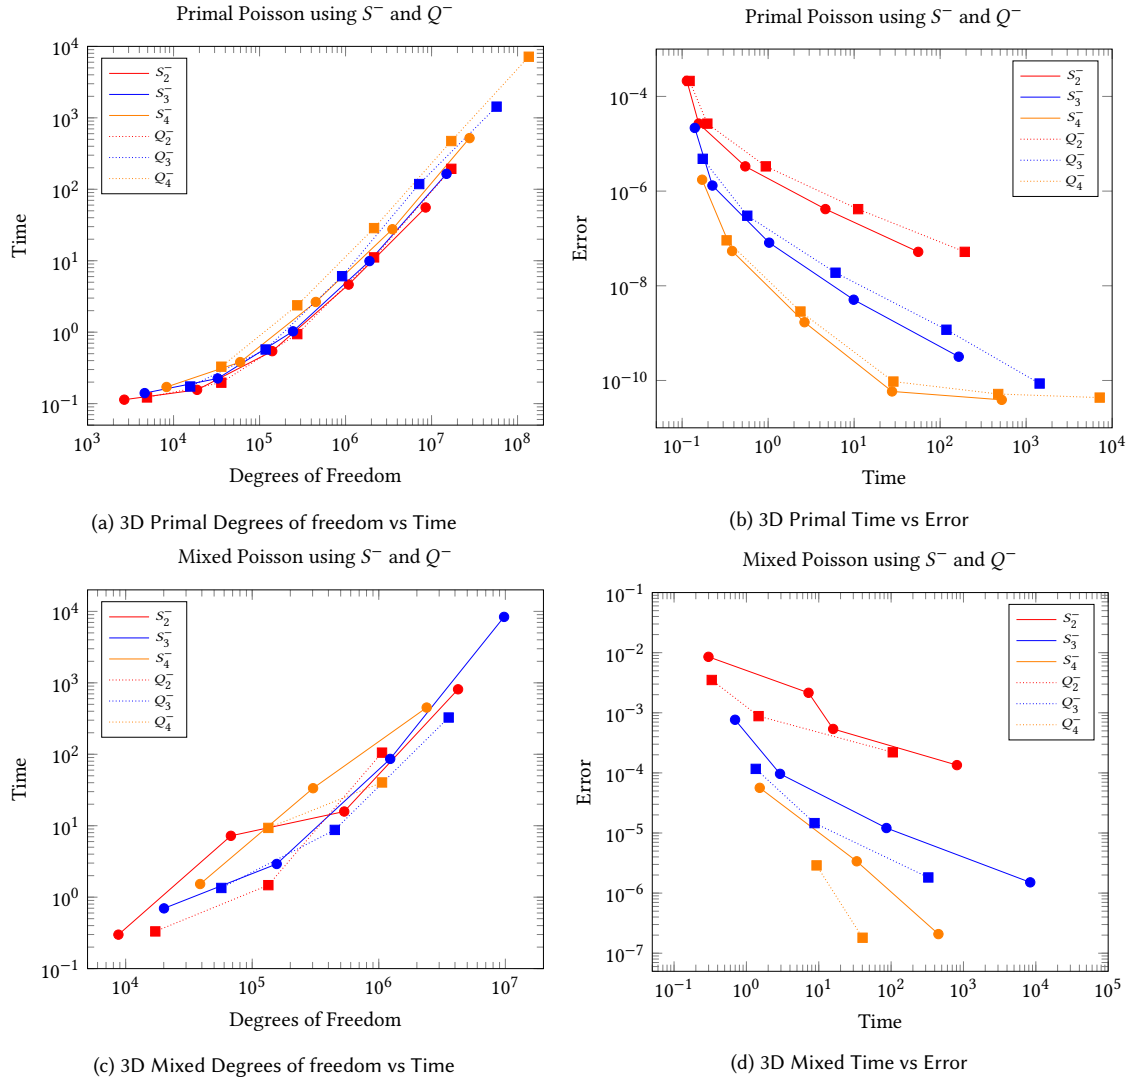 Primal Poisson using S⁻ and Q⁻
10⁴
10³
10²
10¹
10⁰
10⁻¹
Time
S₂⁻
S₃⁻
S₄⁻
Q₂⁻
Q₃⁻
Q₄⁻
10³ 10⁴ 10⁵ 10⁶ 10⁷ 10⁸
Degrees of Freedom
(a) 3D Primal Degrees of freedom vs Time
Primal Poisson using S⁻ and Q⁻
10⁻⁴
10⁻⁶
10⁻⁸
10⁻¹⁰
Error
S₂⁻
S₃⁻
S₄⁻
Q₂⁻
Q₃⁻
Q₄⁻
10⁻¹ 10⁰ 10¹ 10² 10³ 10⁴
Time
(b) 3D Primal Time vs Error
Mixed Poisson using S⁻ and Q⁻
10⁴
10³
10²
10¹
10⁰
10⁻¹
Time
S₂⁻
S₃⁻
S₄⁻
Q₂⁻
Q₃⁻
Q₄⁻
10⁴ 10⁵ 10⁶ 10⁷
Degrees of Freedom
(c) 3D Mixed Degrees of freedom vs Time
Mixed Poisson using S⁻ and Q⁻
10⁻¹
10⁻²
10⁻³
10⁻⁴
10⁻⁵
10⁻⁶
10⁻⁷
Error
S₂⁻
S₃⁻
S₄⁻
Q₂⁻
Q₃⁻
Q₄⁻
10⁻¹ 10⁰ 10¹ 10² 10³ 10⁴ 10⁵
Time
(d) 3D Mixed Time vs Error